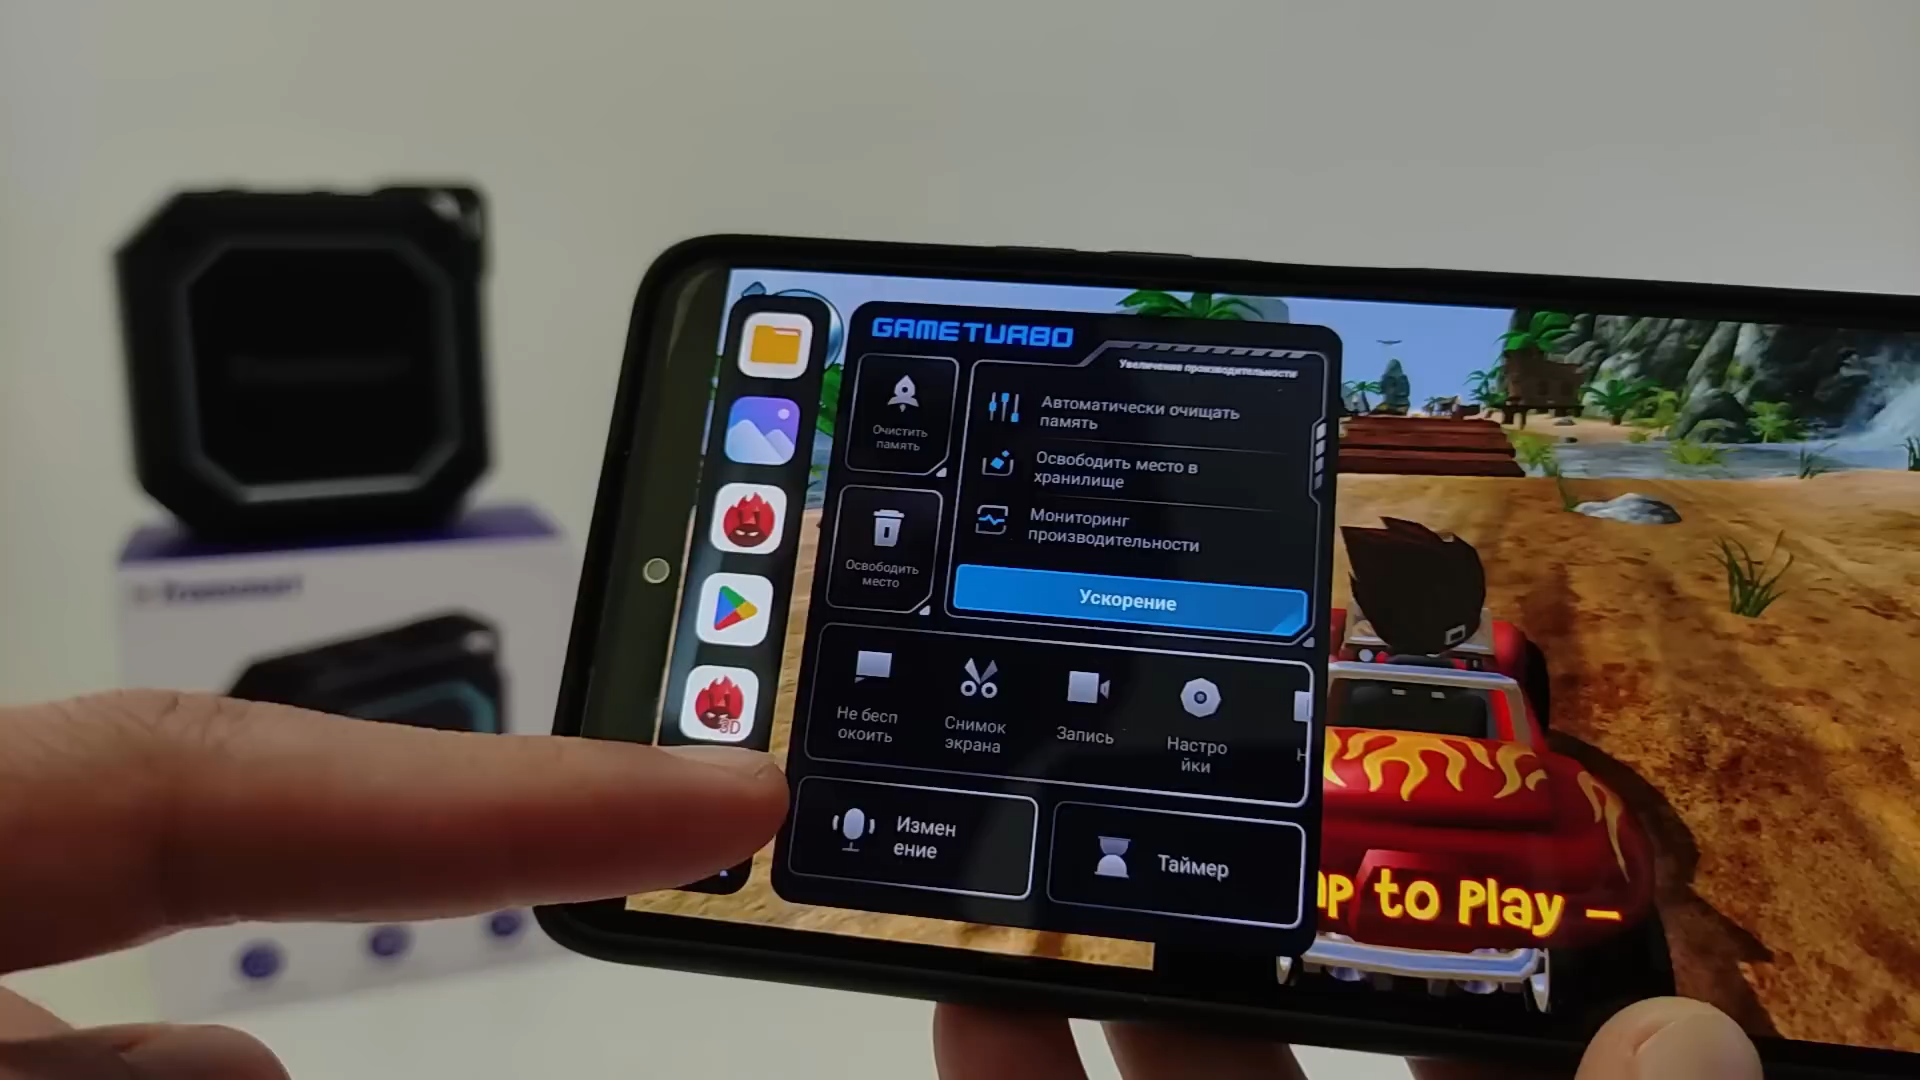 GAMETURBO
Увеличение производительности
Очистить
память
Автоматически очищать
память
Освободить место в
хранилище
Мониторинг
производительности
Освободить
место
Ускорение
Не бесп
окоить
Снимок
экрана
Запись
Настро
йки
Измен
ение
Таймер
3D
to Play –